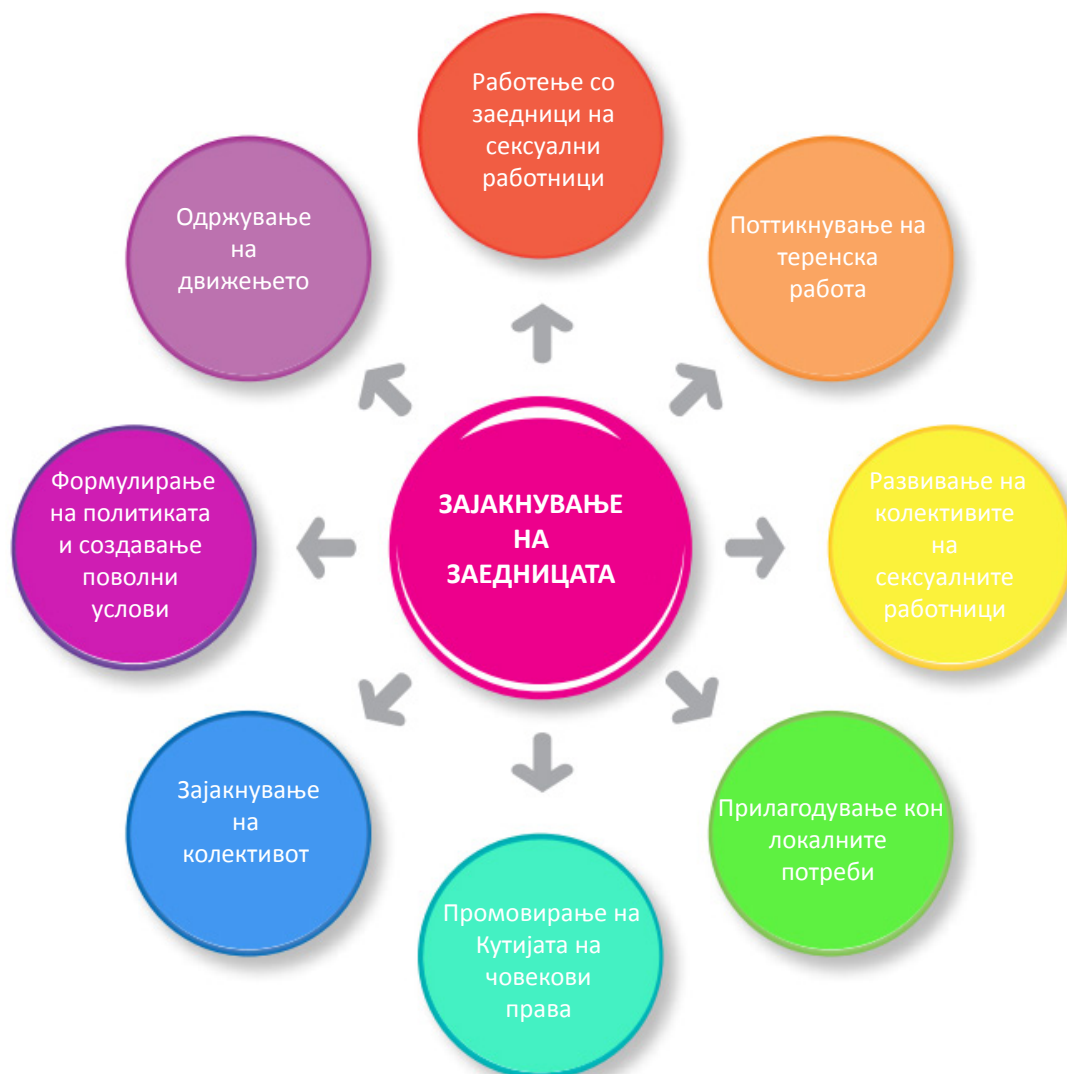 Работење со
заедници на
сексуални
работници
Поттикнување на
теренска
работа
Развивање на
колективите
на
сексуалните
работници
Прилагодување кон
локалните
потреби
Промовирање на
Кутијата на
човекови
права
Зајакнување
на
колективот
Формулирање
на политиката
и создавање
поволни
услови
Одржување
на
движењето
ЗАЈАКНУВАЊЕ
НА
ЗАЕДНИЦАТА